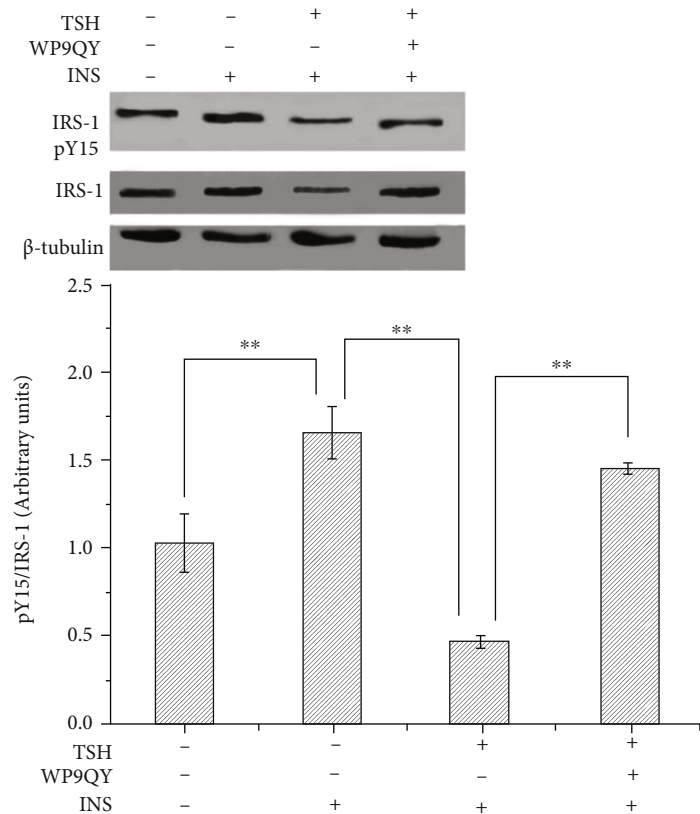 TSH – – + +
WP9QY – – – +
INS – + + +
IRS-1
pY15
IRS-1
β-tubulin
2.5
2.0
1.5
1.0
0.5
0.0
pY15/IRS-1 (Arbitrary units)
**
**
**
TSH – – + +
WP9QY – – – +
INS – + + +